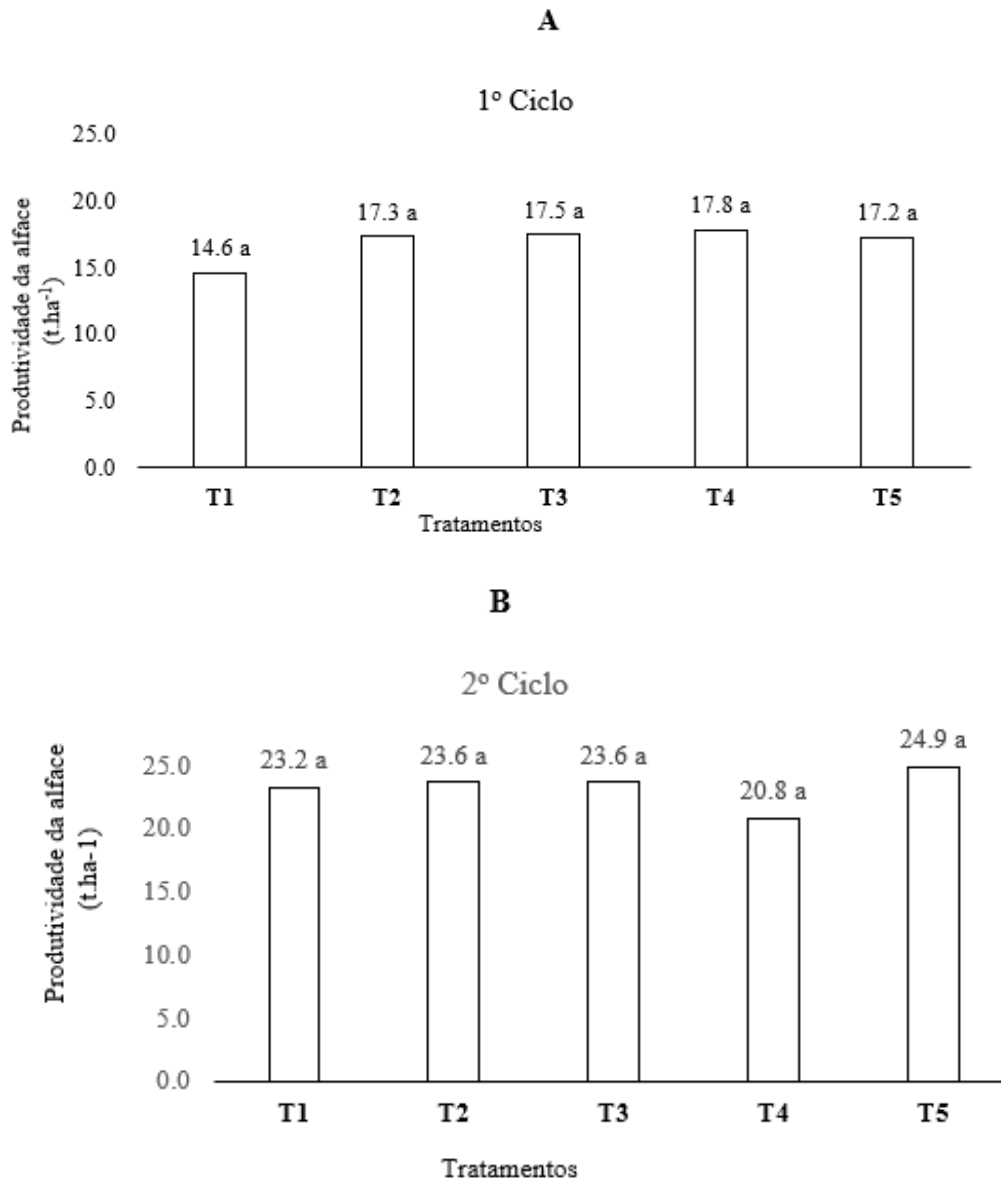 A
1º Ciclo
Produtividade da alface
(t.ha⁻¹)
25.0
20.0
15.0
10.0
5.0
0.0
14.6 a
17.3 a
17.5 a
17.8 a
17.2 a
T1 T2 T3 T4 T5
Tratamentos
B
2º Ciclo
Produtividade da alface
(t.ha-1)
25.0
20.0
15.0
10.0
5.0
0.0
23.2 a
23.6 a
23.6 a
20.8 a
24.9 a
T1 T2 T3 T4 T5
Tratamentos